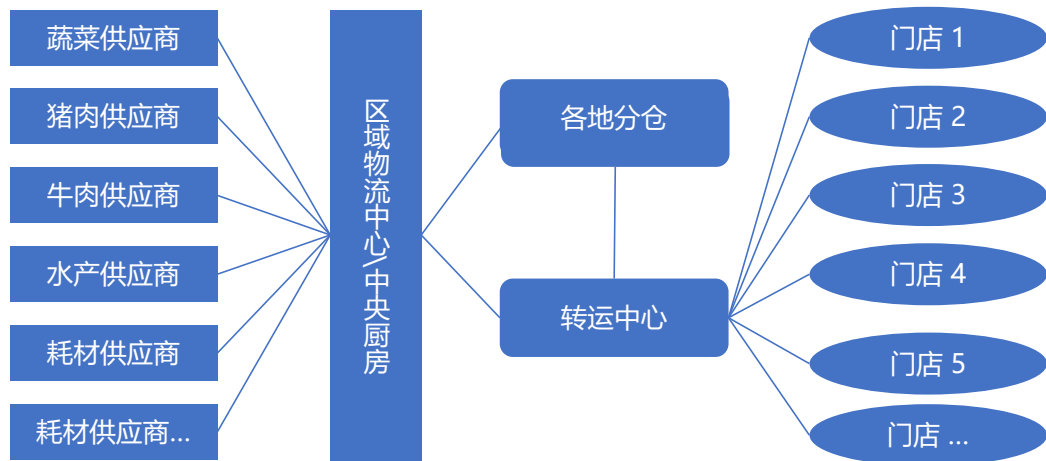 蔬菜供应商
猪肉供应商
牛肉供应商
水产供应商
耗材供应商
耗材供应商...
区域物流中心/中央厨房
各地分仓
转运中心
门店 1
门店 2
门店 3
门店 4
门店 5
门店 ...